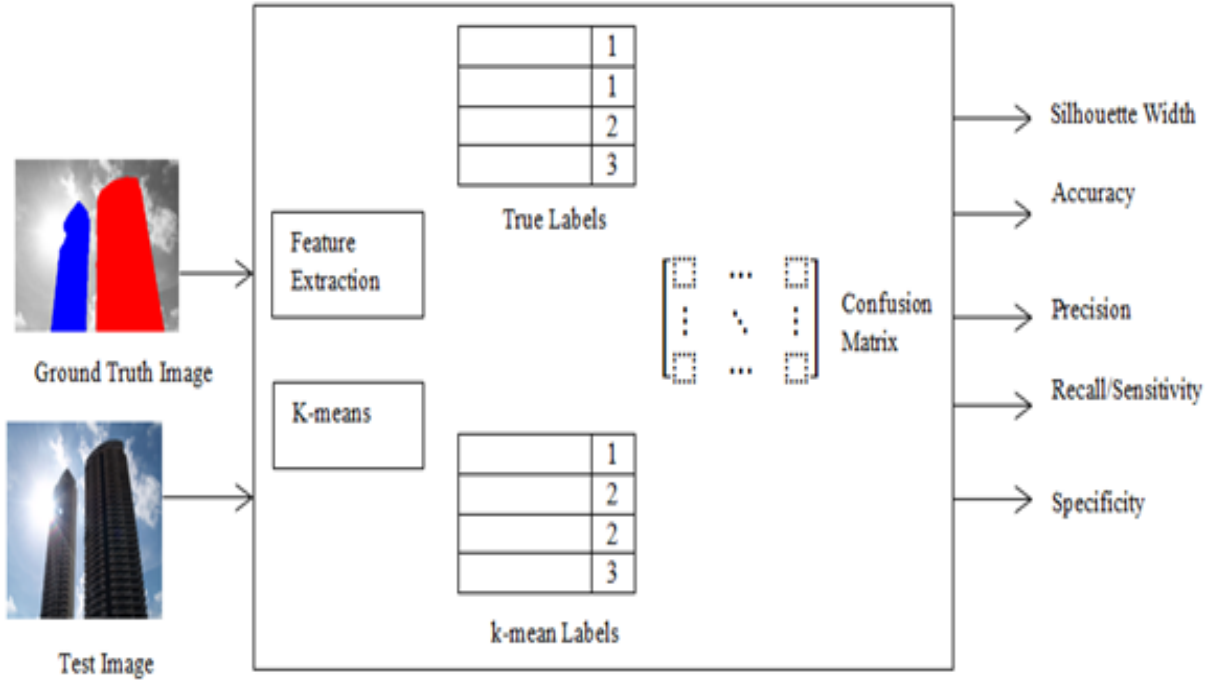 Ground Truth Image
Test Image
Feature
Extraction
K-means
1
1
2
3
True Labels
1
2
2
3
k-mean Labels
Confusion
Matrix
Silhouette Width
Accuracy
Precision
Recall/Sensitivity
Specificity